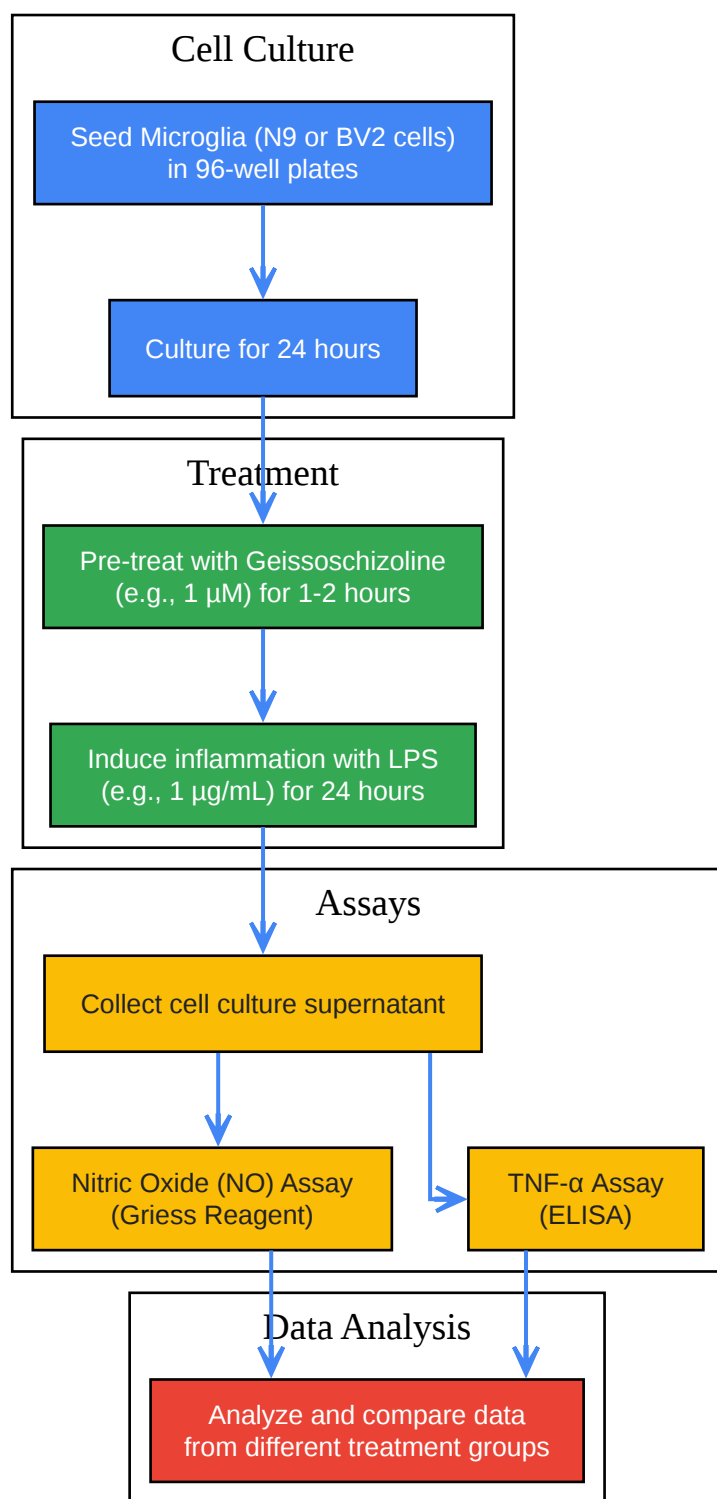 Cell Culture
Seed Microglia (N9 or BV2 cells)
in 96-well plates
Culture for 24 hours
Treatment
Pre-treat with Geissoschizoline
(e.g., 1 µM) for 1-2 hours
Induce inflammation with LPS
(e.g., 1 µg/mL) for 24 hours
Assays
Collect cell culture supernatant
Nitric Oxide (NO) Assay
(Griess Reagent)
TNF-α Assay
(ELISA)
Data Analysis
Analyze and compare data
from different treatment groups